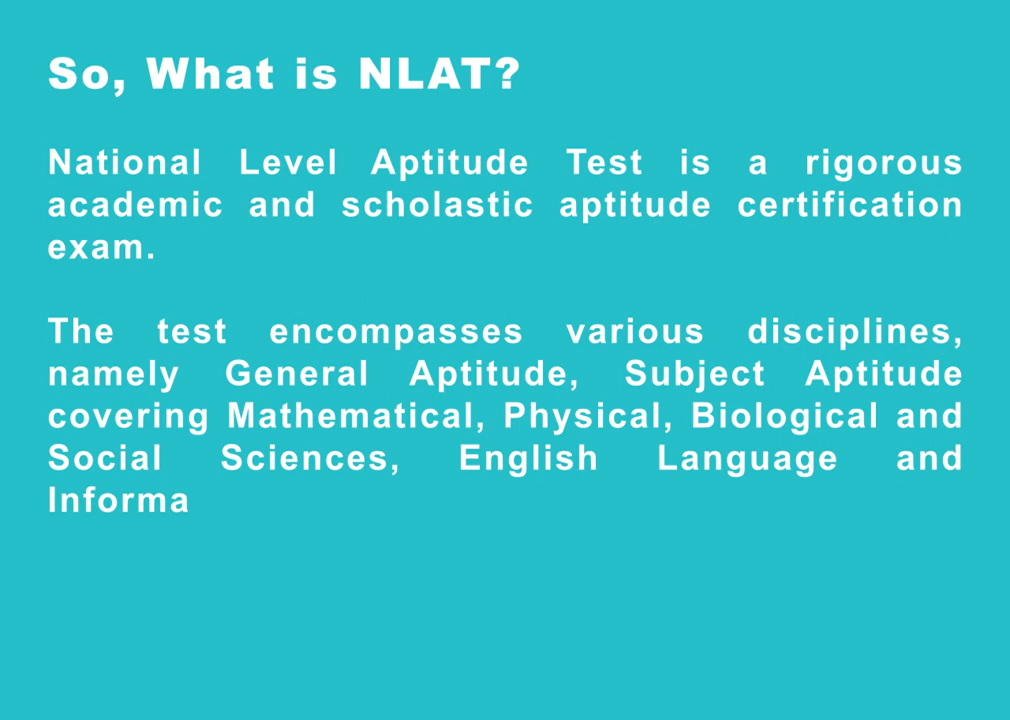 So, What is NLAT?
National Level Aptitude Test is a rigorous
academic and scholastic aptitude certification
exam.
The test encompasses various disciplines,
namely General Aptitude, Subject Aptitude
covering Mathematical, Physical, Biological and
Social Sciences, English Language and
Informa